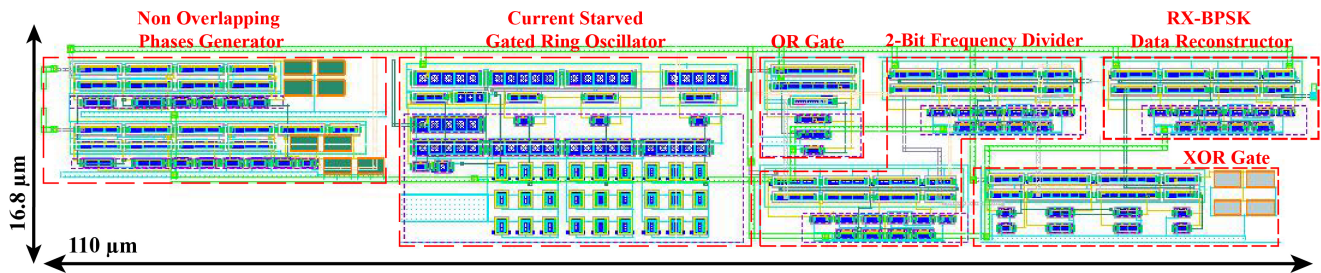 Non Overlapping
Phases Generator
Current Starved
Gated Ring Oscillator
OR Gate
2-Bit Frequency Divider
RX-BPSK
Data Reconstructor
XOR Gate
16.8 µm
110 µm